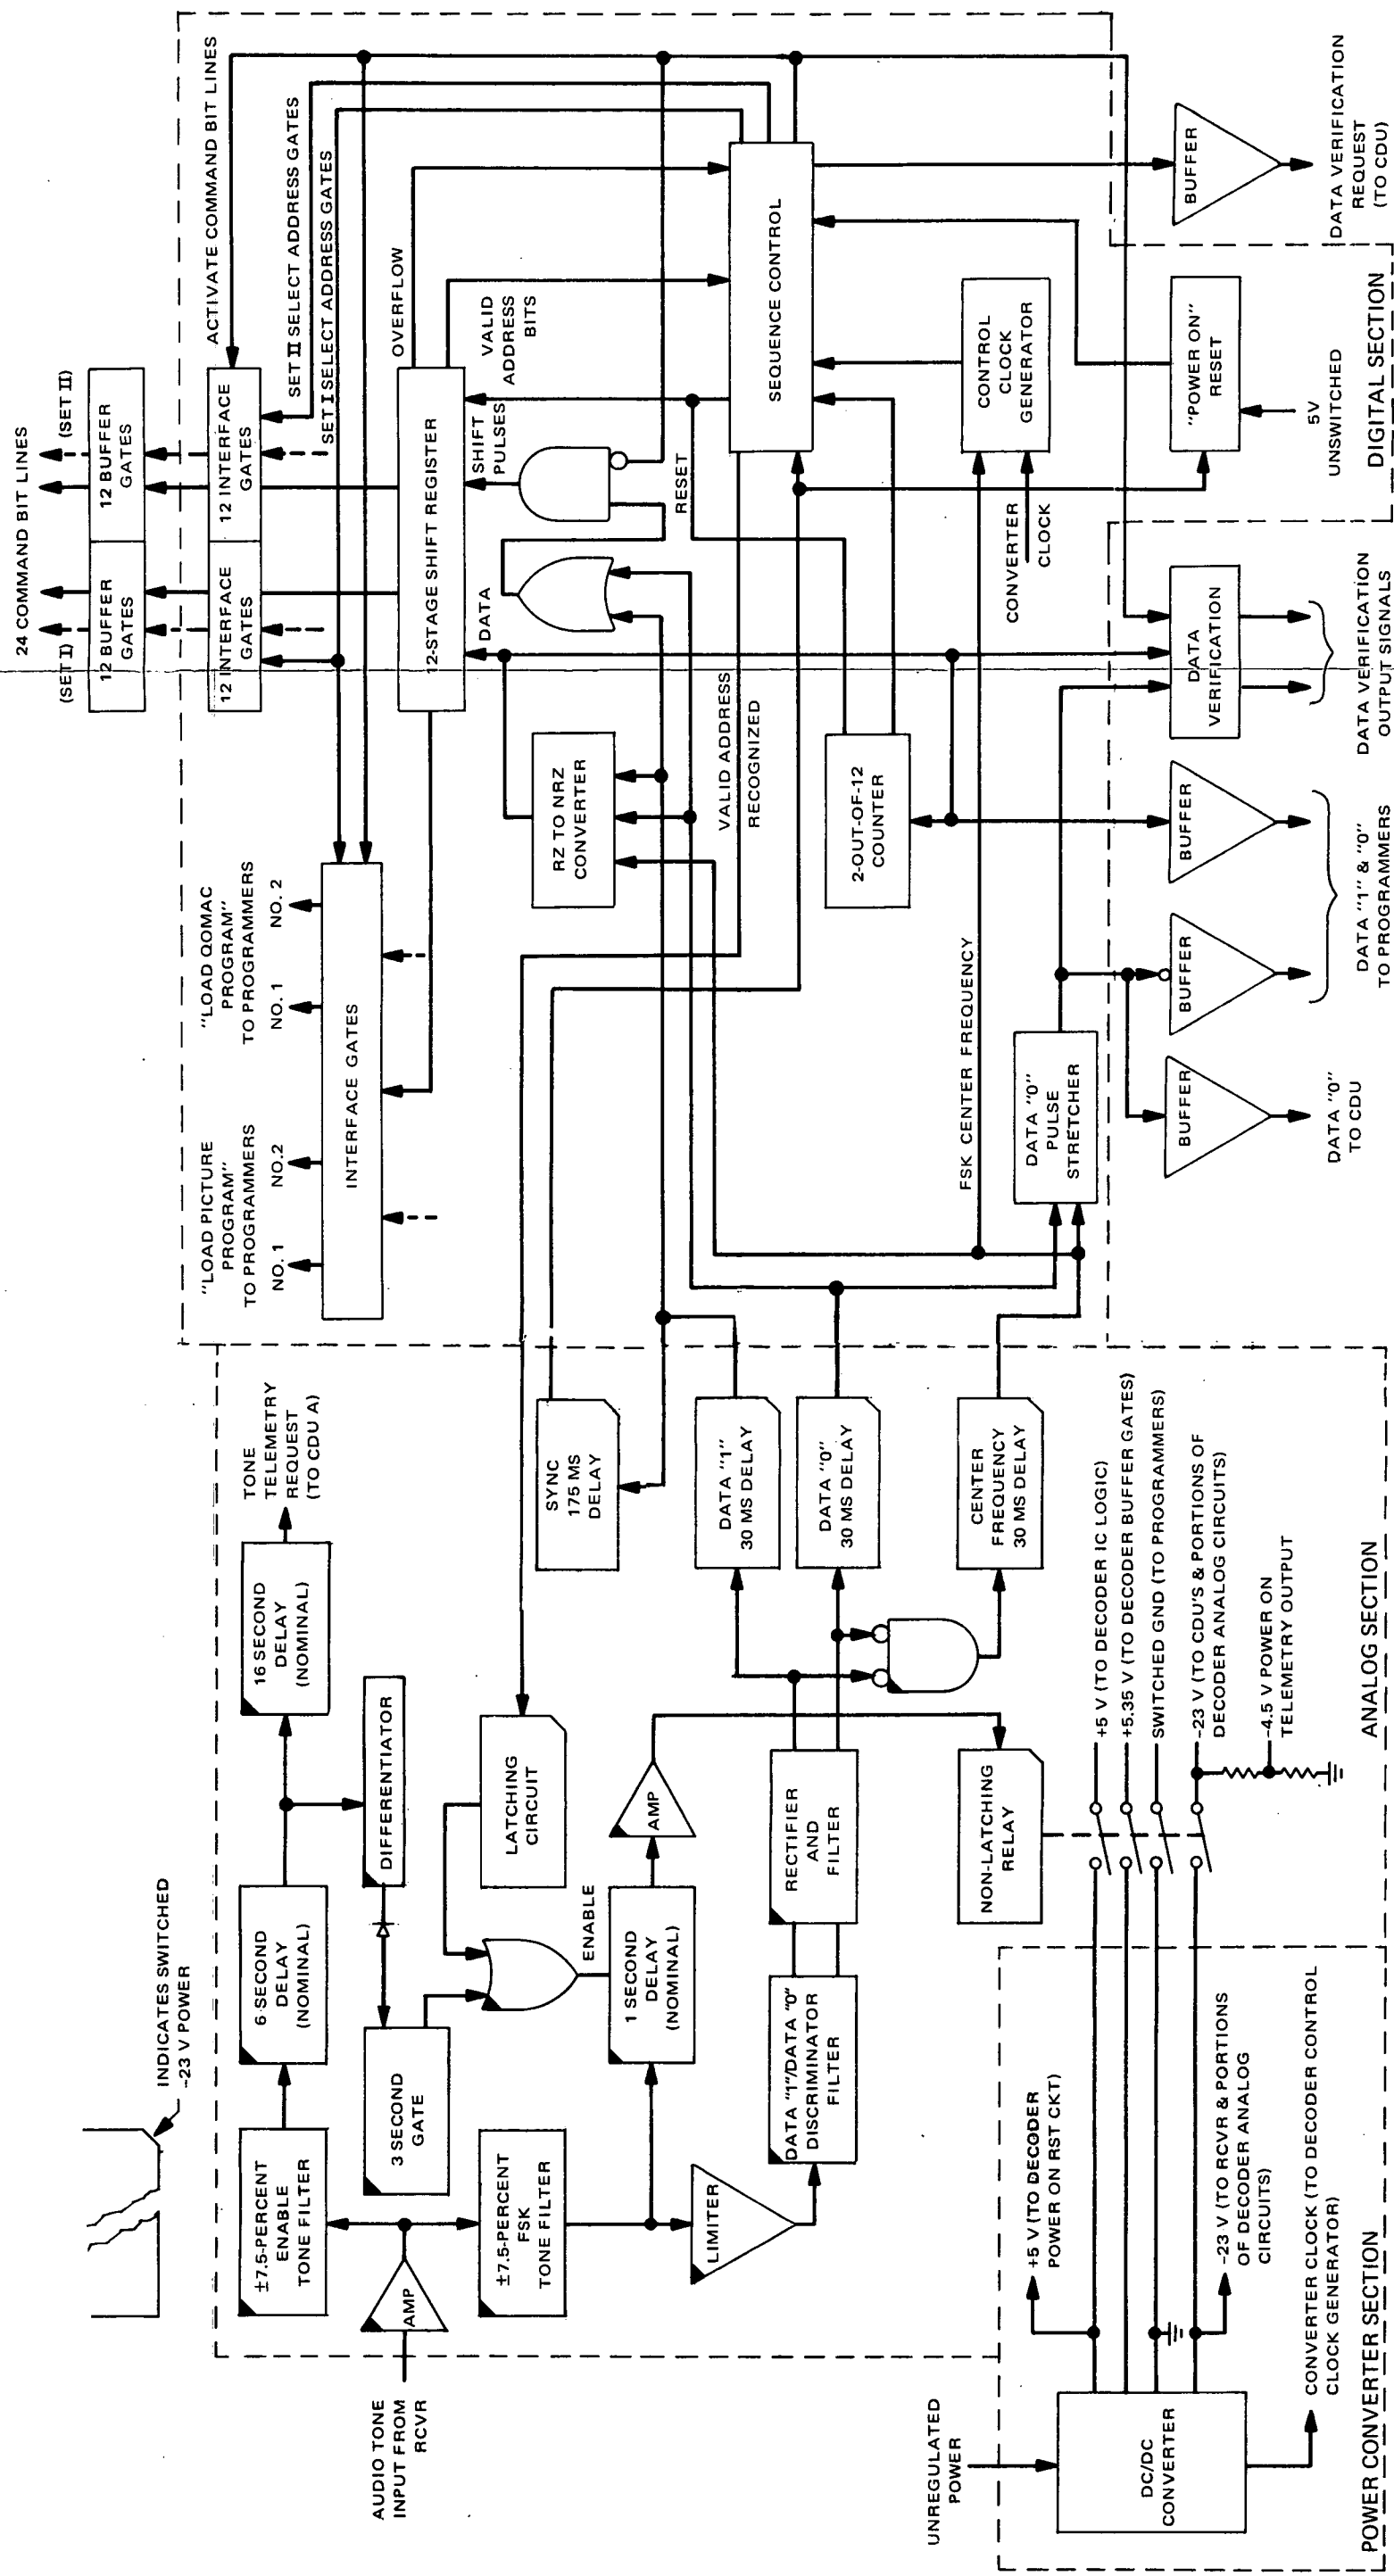 INDICATES SWITCHED
-23 V POWER
AUDIO TONE
INPUT FROM
RCVR
AMP
±7.5-PERCENT
ENABLE
TONE FILTER
6 SECOND
DELAY
(NOMINAL)
16 SECOND
DELAY
(NOMINAL)
TONE
TELEMETRY
REQUEST
(TO CDU A)
DIFFERENTIATOR
3 SECOND
GATE
LATCHING
CIRCUIT
±7.5-PERCENT
FSK
TONE FILTER
ENABLE
1 SECOND
DELAY
(NOMINAL)
AMP
LIMITER
DATA "1"/DATA "0"
DISCRIMINATOR
FILTER
RECTIFIER
AND
FILTER
NON-LATCHING
RELAY
SYNC
175 MS
DELAY
DATA "1"
30 MS DELAY
DATA "0"
30 MS DELAY
CENTER
FREQUENCY
30 MS DELAY
+5 V (TO DECODER IC LOGIC)
+5.35 V (TO DECODER BUFFER GATES)
SWITCHED GND (TO PROGRAMMERS)
-23 V (TO CDU'S & PORTIONS OF
DECODER ANALOG CIRCUITS)
-4.5 V POWER ON
TELEMETRY OUTPUT
ANALOG SECTION
UNREGULATED
POWER
DC/DC
CONVERTER
+5 V (TO DECODER
POWER ON RST CKT)
-23 V (TO RCVR & PORTIONS
OF DECODER ANALOG
CIRCUITS)
CONVERTER CLOCK (TO DECODER CONTROL
CLOCK GENERATOR)
POWER CONVERTER SECTION
"LOAD PICTURE
PROGRAM"
TO PROGRAMMERS
NO. 1
NO.2
"LOAD QOMAC
PROGRAM"
TO PROGRAMMERS
NO. 1
NO. 2
INTERFACE GATES
24 COMMAND BIT LINES
(SET I)
(SET II)
12 BUFFER
GATES
12 BUFFER
GATES
12 INTERFACE
GATES
12 INTERFACE
GATES
ACTIVATE COMMAND BIT LINES
SET II SELECT ADDRESS GATES
SET I SELECT ADDRESS GATES
12-STAGE SHIFT REGISTER
OVERFLOW
VALID
ADDRESS
BITS
DATA
SHIFT
PULSES
RZ TO NRZ
CONVERTER
RESET
VALID ADDRESS
RECOGNIZED
SEQUENCE CONTROL
2-OUT-OF-12
COUNTER
FSK CENTER FREQUENCY
CONVERTER
CLOCK
CONTROL
CLOCK
GENERATOR
DATA "0"
PULSE
STRETCHER
"POWER ON"
RESET
5V
UNSWITCHED
DIGITAL SECTION
BUFFER
DATA "0"
TO CDU
BUFFER
BUFFER
DATA "1" & "0"
TO PROGRAMMERS
DATA
VERIFICATION
DATA VERIFICATION
OUTPUT SIGNALS
BUFFER
DATA VERIFICATION
REQUEST
(TO CDU)